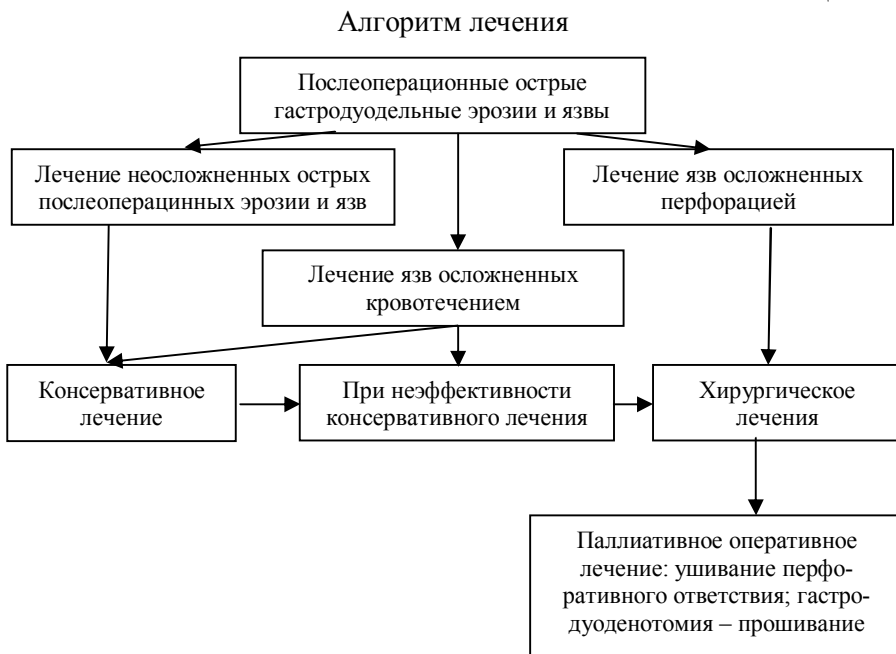 Алгоритм лечения
Послеоперационные острые
гастродуодельные эрозии и язвы
Лечение неосложненных острых
послеоперацинных эрозии и язв
Лечение язв осложненных
перфорацией
Лечение язв осложненных
кровотечением
Консервативное
лечение
При неэффективности
консервативного лечения
Хирургическое
лечения
Паллиативное оперативное
лечение: ушивание перфо-
ративного ответствия; гастро-
дуоденотомия – прошивание